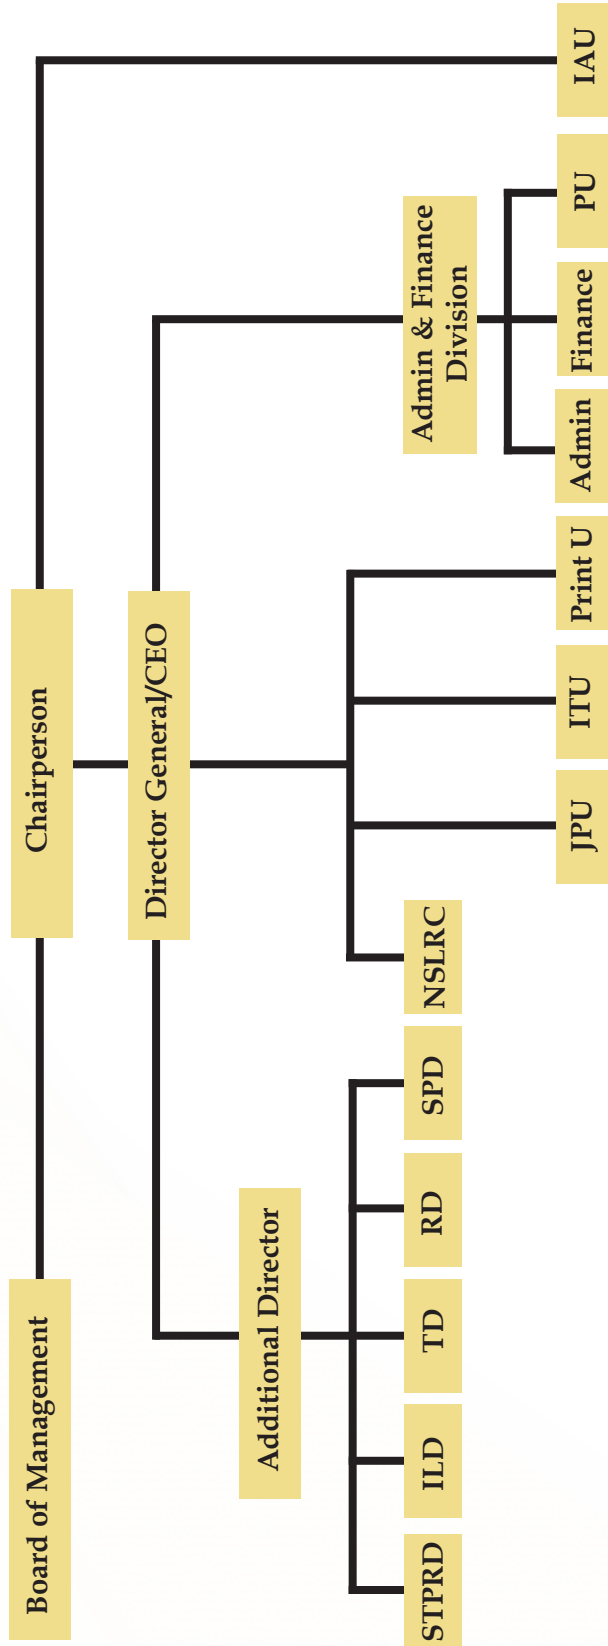 Board of Management
Chairperson
Director General/CEO
Additional Director
Admin & Finance
Division
STPRD
ILD
TD
RD
SPD
NSLRC
JPU
ITU
Print U
Admin
Finance
PU
IAU